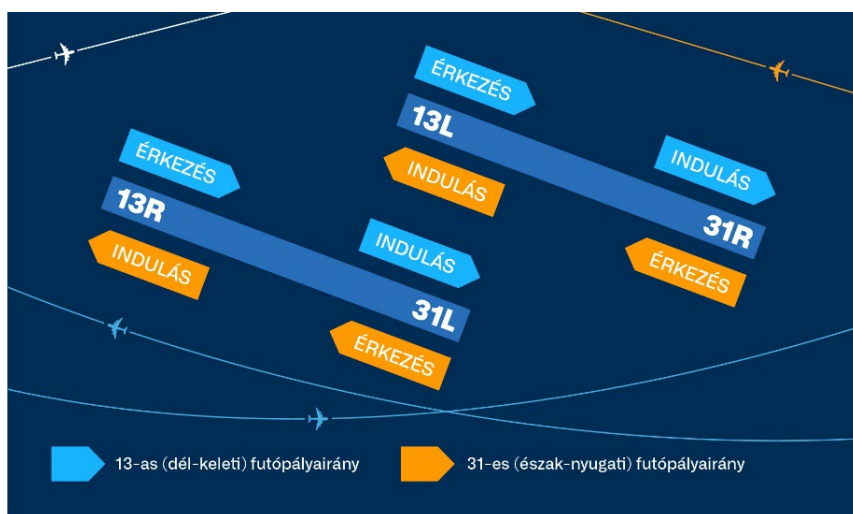 ÉRKEZÉS
13L
INDULÁS
INDULÁS
31R
ÉRKEZÉS
ÉRKEZÉS
13R
INDULÁS
INDULÁS
31L
ÉRKEZÉS
13-as (dél-keleti) futópályairány
31-es (észak-nyugati) futópályairány